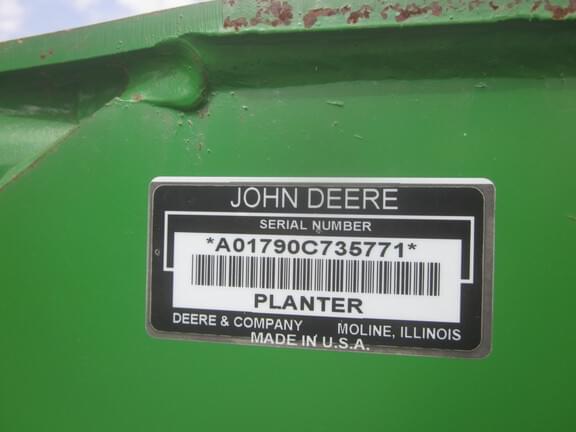 JOHN DEERE
SERIAL NUMBER
*A01790C735771*
PLANTER
DEERE & COMPANY MOLINE, ILLINOIS
MADE IN U.S.A.